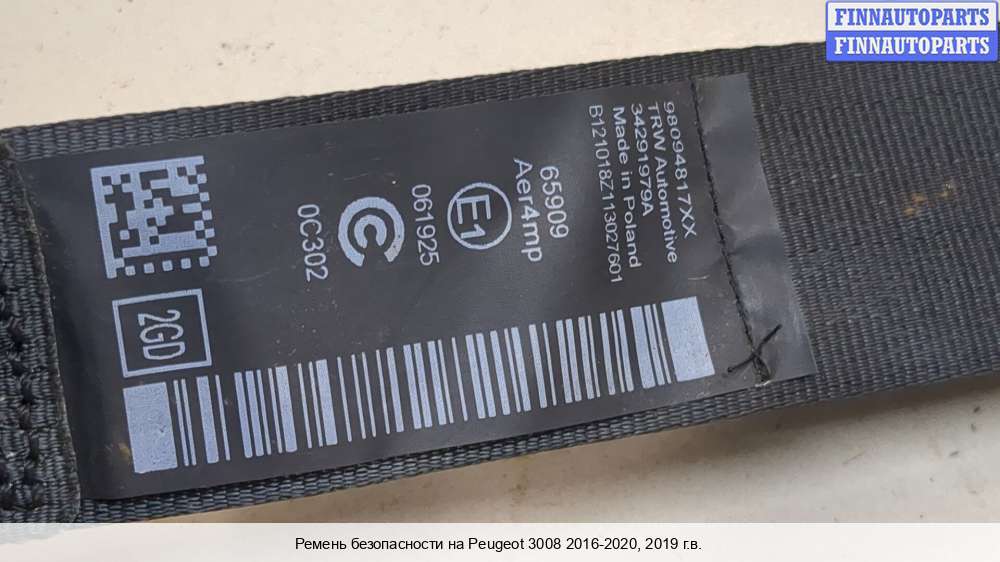 FINNAUTOPARTS
FINNAUTOPARTS
98094817XX
TRW Automotive
34291979A
Made in Poland
B121018Z113027601
65909
Aer4mp
E1
061925
C
0C302
2GD
Ремень безопасности на Peugeot 3008 2016-2020, 2019 г.в.